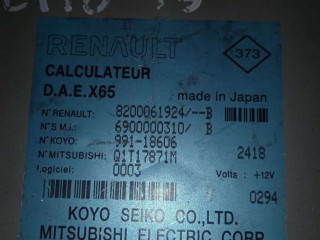 RENAULT
373
CALCULATEUR
D.A.E.X65
made in Japan
N° RENAULT: 8200061924/--B
N° S.M.I.: 6900000310/ B
N° KOYO: 991-18606
N° MITSUBISHI: Q1T17871M 2418
Logiciel: 0003 Volts : +12V
0294
KOYO SEIKO CO.,LTD.
MITSUBISHI ELECTRIC CORP.